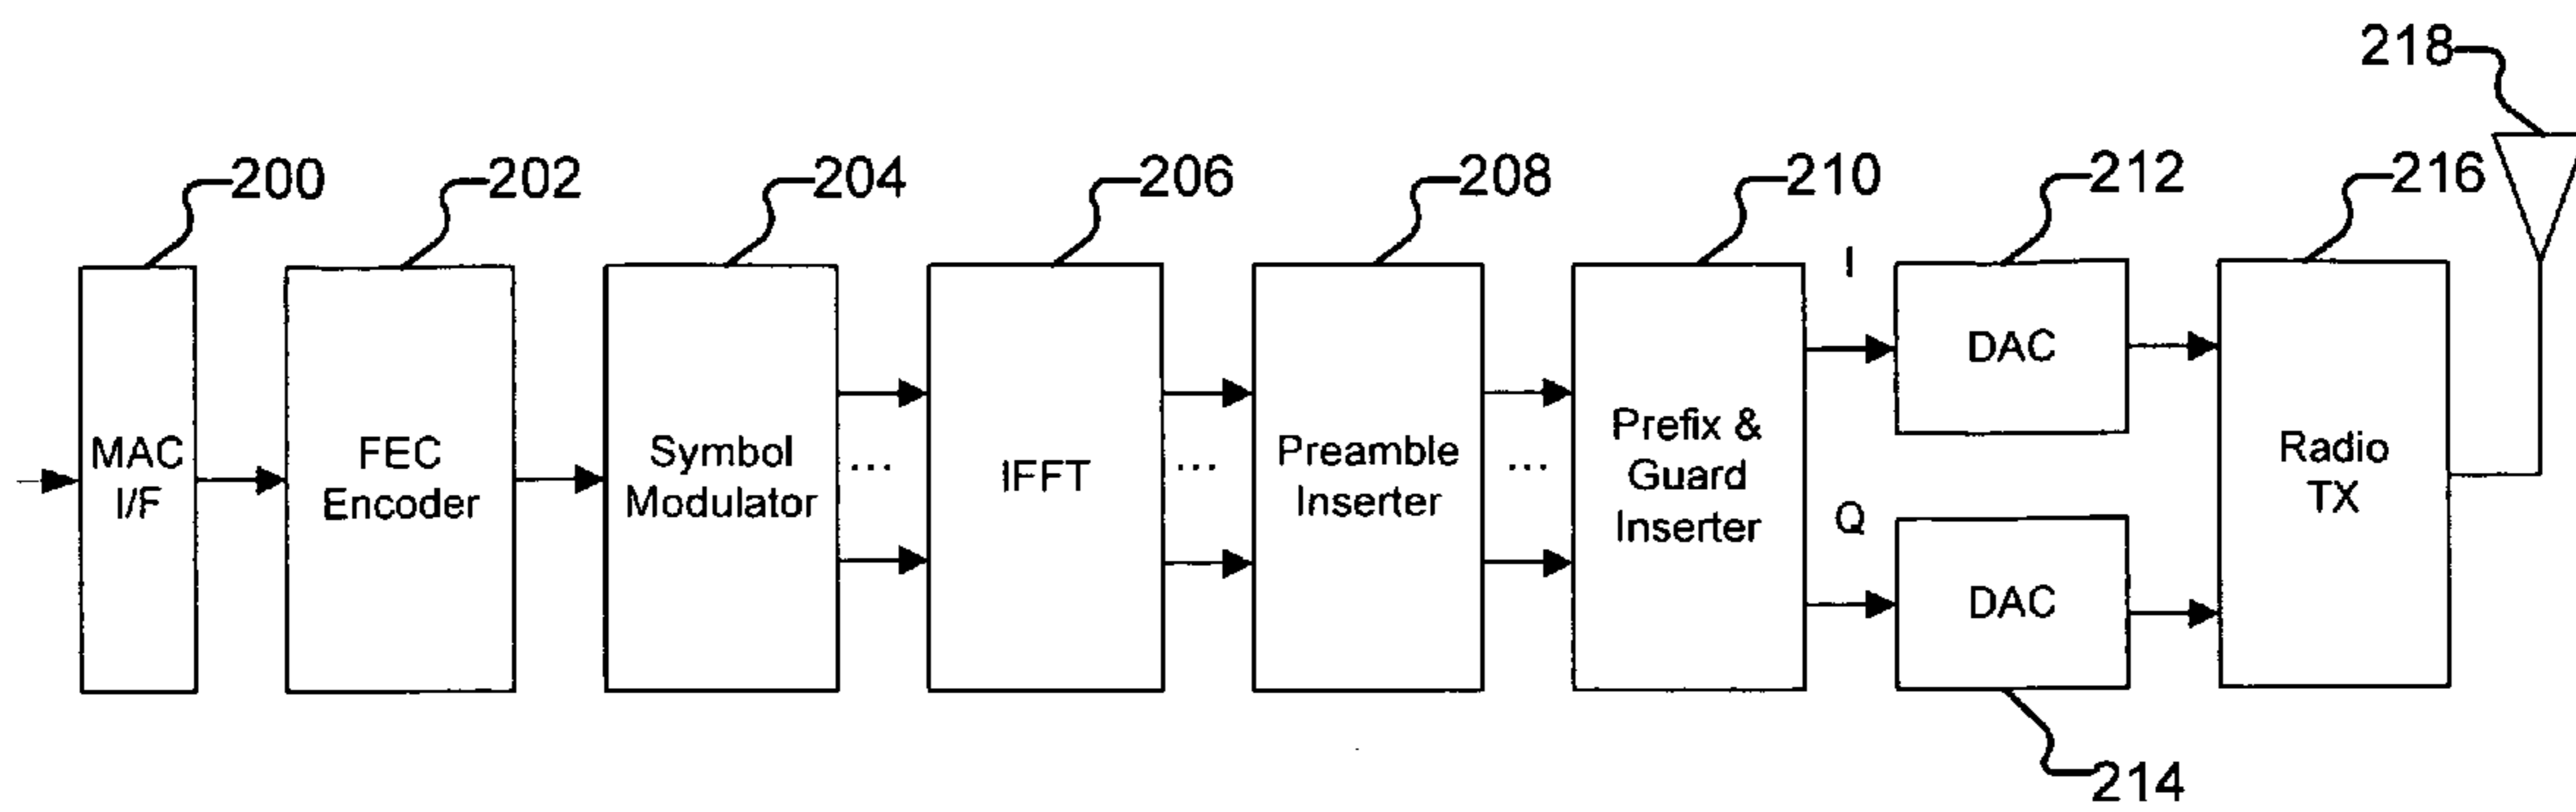 218
200
202
204
206
208
210
212
216
I
DAC
MAC
I/F
FEC
Encoder
Symbol
Modulator
...
IFFT
...
Preamble
Inserter
...
Prefix &
Guard
Inserter
Q
DAC
Radio
TX
214